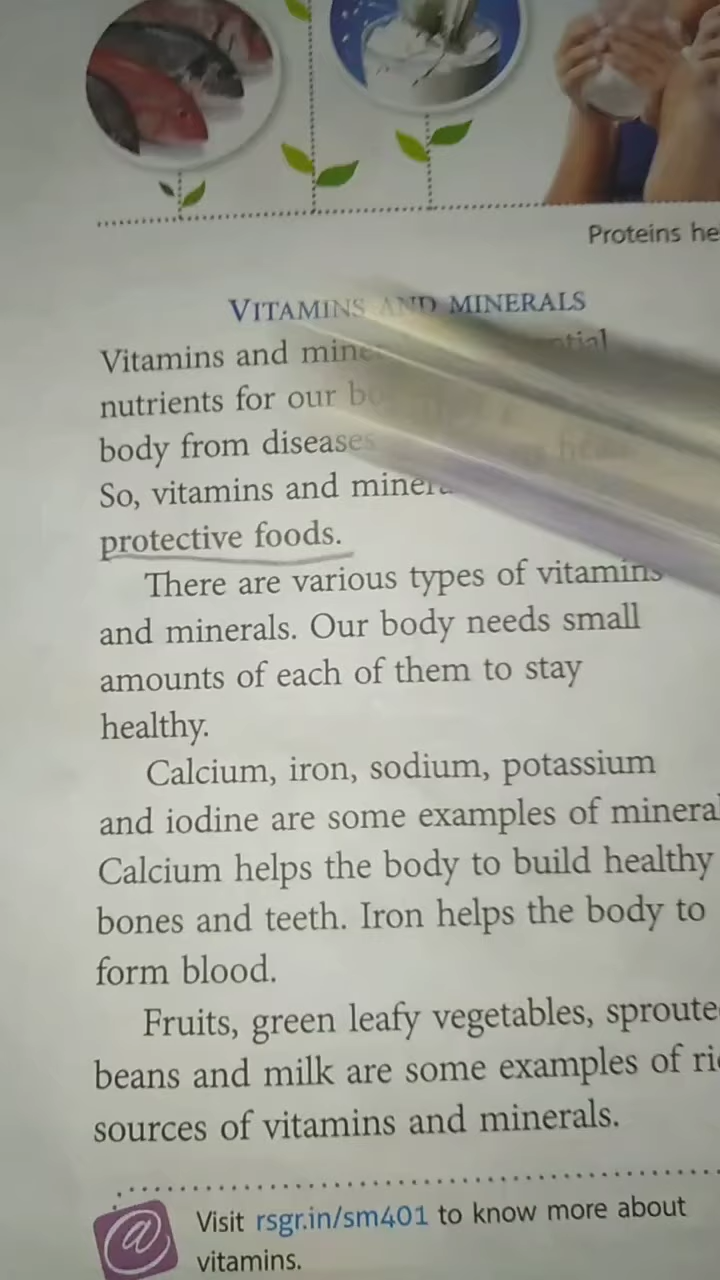 Proteins he
VITAMINS AND MINERALS
Vitamins and mine
nutrients for our
body from diseases
So, vitamins and minera
protective foods.
There are various types of vitamins
and minerals. Our body needs small
amounts of each of them to stay
healthy.
Calcium, iron, sodium, potassium
and iodine are some examples of mineral
Calcium helps the body to build healthy
bones and teeth. Iron helps the body to
form blood.
Fruits, green leafy vegetables, sproute
beans and milk are some examples of ri
sources of vitamins and minerals.
@
Visit rsgr.in/sm401 to know more about
vitamins.